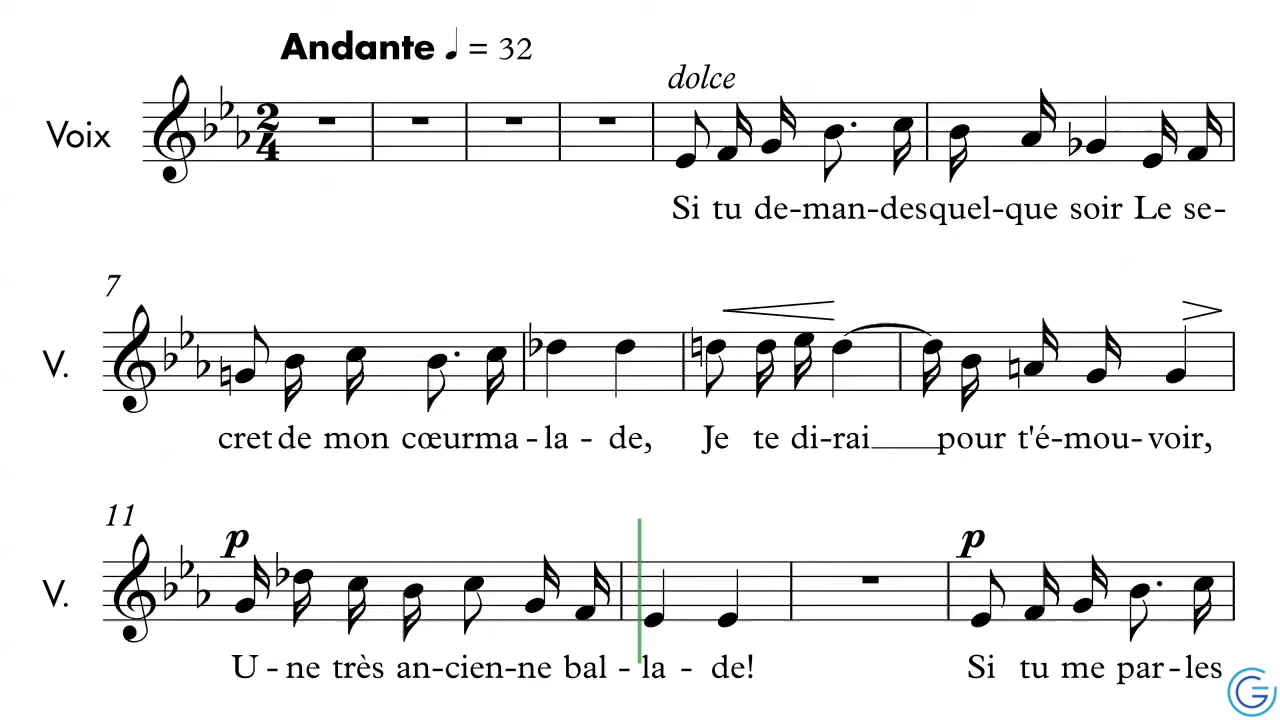 Andante ♩ = 32
dolce
Voix
2
4
Si tu de-man-desquel-que soir Le se-
7
V.
cret de mon cœurma-la-de, Je te di-rai pour t'é-mou-voir,
11
p p
V.
U-ne très an-cien-ne bal-la-de! Si tu me par-les
G